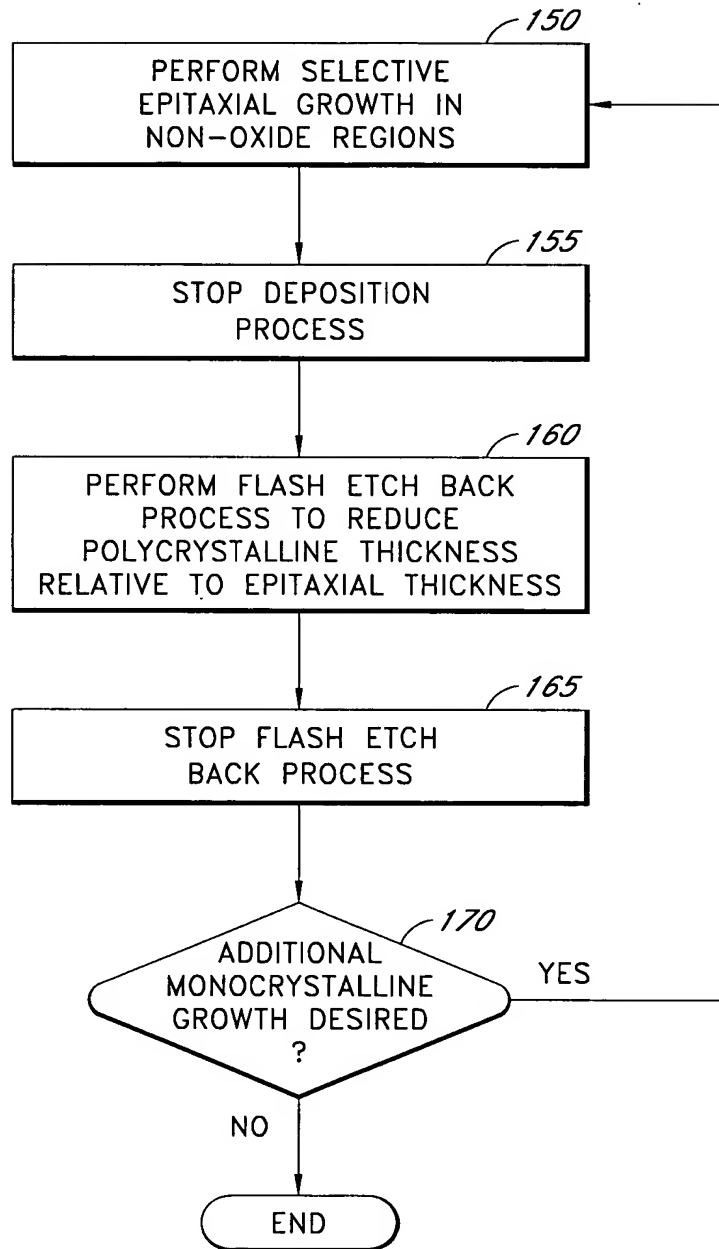 150
PERFORM SELECTIVE
EPITAXIAL GROWTH IN
NON-OXIDE REGIONS
155
STOP DEPOSITION
PROCESS
160
PERFORM FLASH ETCH BACK
PROCESS TO REDUCE
POLYCRYSTALLINE THICKNESS
RELATIVE TO EPITAXIAL THICKNESS
165
STOP FLASH ETCH
BACK PROCESS
170
ADDITIONAL
MONOCRYSTALLINE
GROWTH DESIRED
?
YES
NO
END